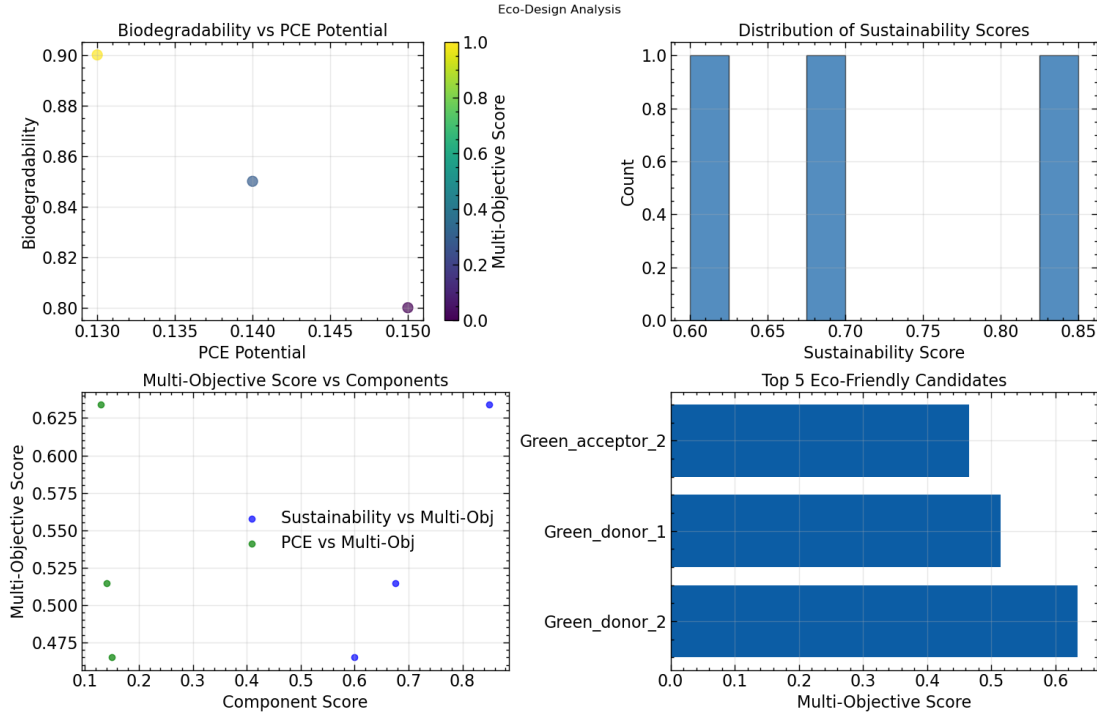 Eco-Design Analysis
Biodegradability vs PCE Potential
0.90
0.88
0.86
0.84
0.82
0.80
Biodegradability
0.130
0.135
0.140
0.145
0.150
PCE Potential
1.0
0.8
0.6
0.4
0.2
0.0
Multi-Objective Score
Distribution of Sustainability Scores
1.0
0.8
0.6
0.4
0.2
0.0
Count
0.60
0.65
0.70
0.75
0.80
0.85
Sustainability Score
Multi-Objective Score vs Components
0.625
0.600
0.575
0.550
0.525
0.500
0.475
Multi-Objective Score
Sustainability vs Multi-Obj
PCE vs Multi-Obj
0.1
0.2
0.3
0.4
0.5
0.6
0.7
0.8
Component Score
Top 5 Eco-Friendly Candidates
Green_acceptor_2
Green_donor_1
Green_donor_2
0.0
0.1
0.2
0.3
0.4
0.5
0.6
Multi-Objective Score